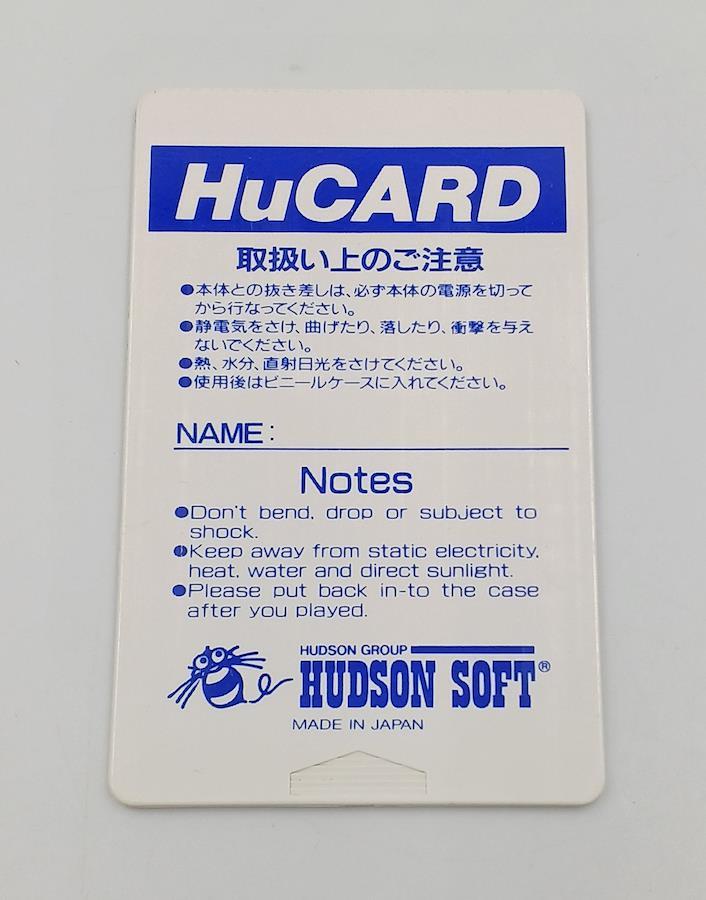 HuCARD
取扱い上のご注意
●本体との抜き差しは、必ず本体の電源を切って
から行なってください。
●静電気をさけ、曲げたり、落したり、衝撃を与え
ないでください。
●熱、水分、直射日光をさけてください。
●使用後はビニールケースに入れてください。
NAME:
Notes
●Don't bend, drop or subject to
shock.
●Keep away from static electricity,
heat, water and direct sunlight.
●Please put back in-to the case
after you played.
HUDSON GROUP
HUDSON SOFT®
MADE IN JAPAN